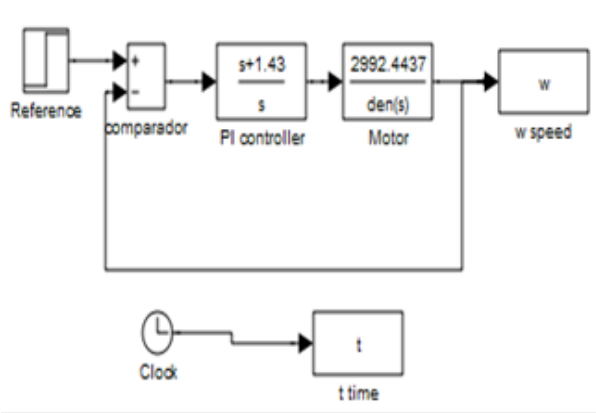 Reference
+
−
comparador
s+1.43
s
PI controller
2992.4437
den(s)
Motor
w
w speed
Clock
t
t time